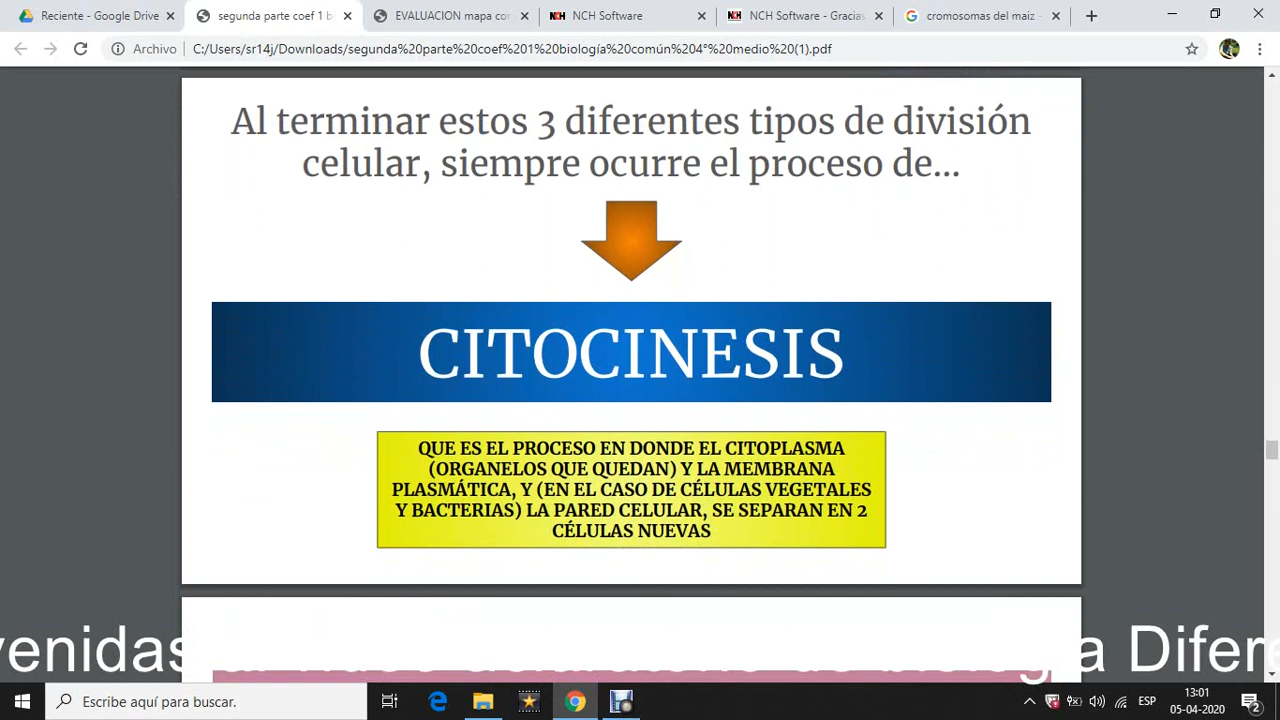 Reciente - Google Drive
segunda parte coef 1 b
EVALUACION mapa co
NCH Software
NCH Software - Gracias
cromosomas del maiz -
Archivo
C:/Users/sr14j/Downloads/segunda%20parte%20coef%201%20biología%20común%204°%20medio%20(1).pdf
Al terminar estos 3 diferentes tipos de división
celular, siempre ocurre el proceso de...
CITOCINESIS
QUE ES EL PROCESO EN DONDE EL CITOPLASMA
(ORGANELOS QUE QUEDAN) Y LA MEMBRANA
PLASMÁTICA, Y (EN EL CASO DE CÉLULAS VEGETALES
Y BACTERIAS) LA PARED CELULAR, SE SEPARAN EN 2
CÉLULAS NUEVAS
venidas Difere
Escribe aquí para buscar.
ESP
13:01
05-04-2020
2